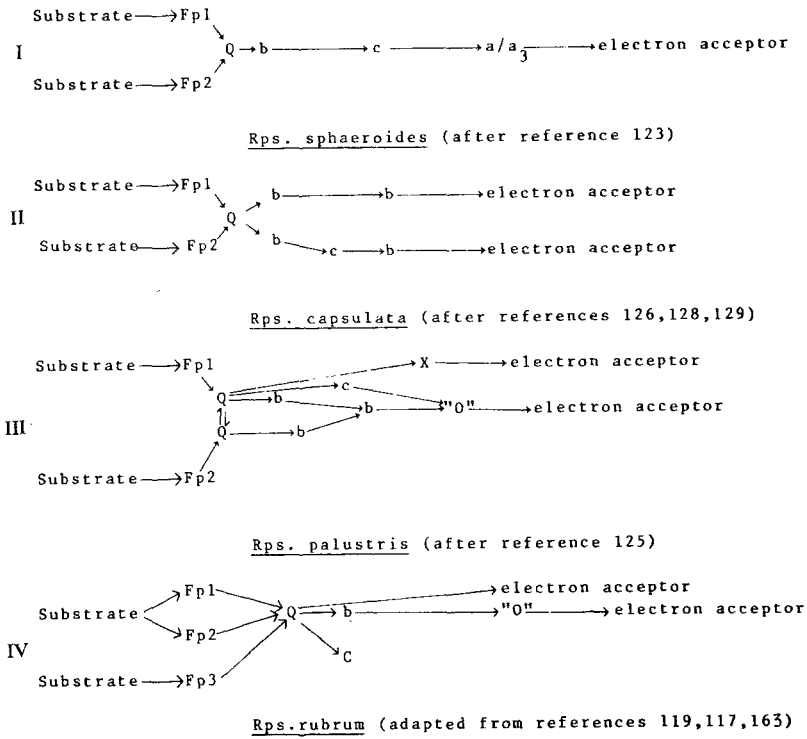 Substrate→Fp1
I
Q→b→c→a/a3→electron acceptor
Substrate→Fp2
Rps. sphaeroides (after reference 123)
Substrate→Fp1
b→b→electron acceptor
II
Q
Substrate→Fp2
b→c→b→electron acceptor
Rps. capsulata (after references 126,128,129)
Substrate→Fp1
X→electron acceptor
c
Q→b→b→"O"→electron acceptor
III
Q→b
Substrate→Fp2
Rps. palustris (after reference 125)
Fp1
electron acceptor
Substrate
Q→b→"O"→electron acceptor
Fp2
IV
C
Substrate→Fp3
Rps.rubrum (adapted from references 119,117,163)